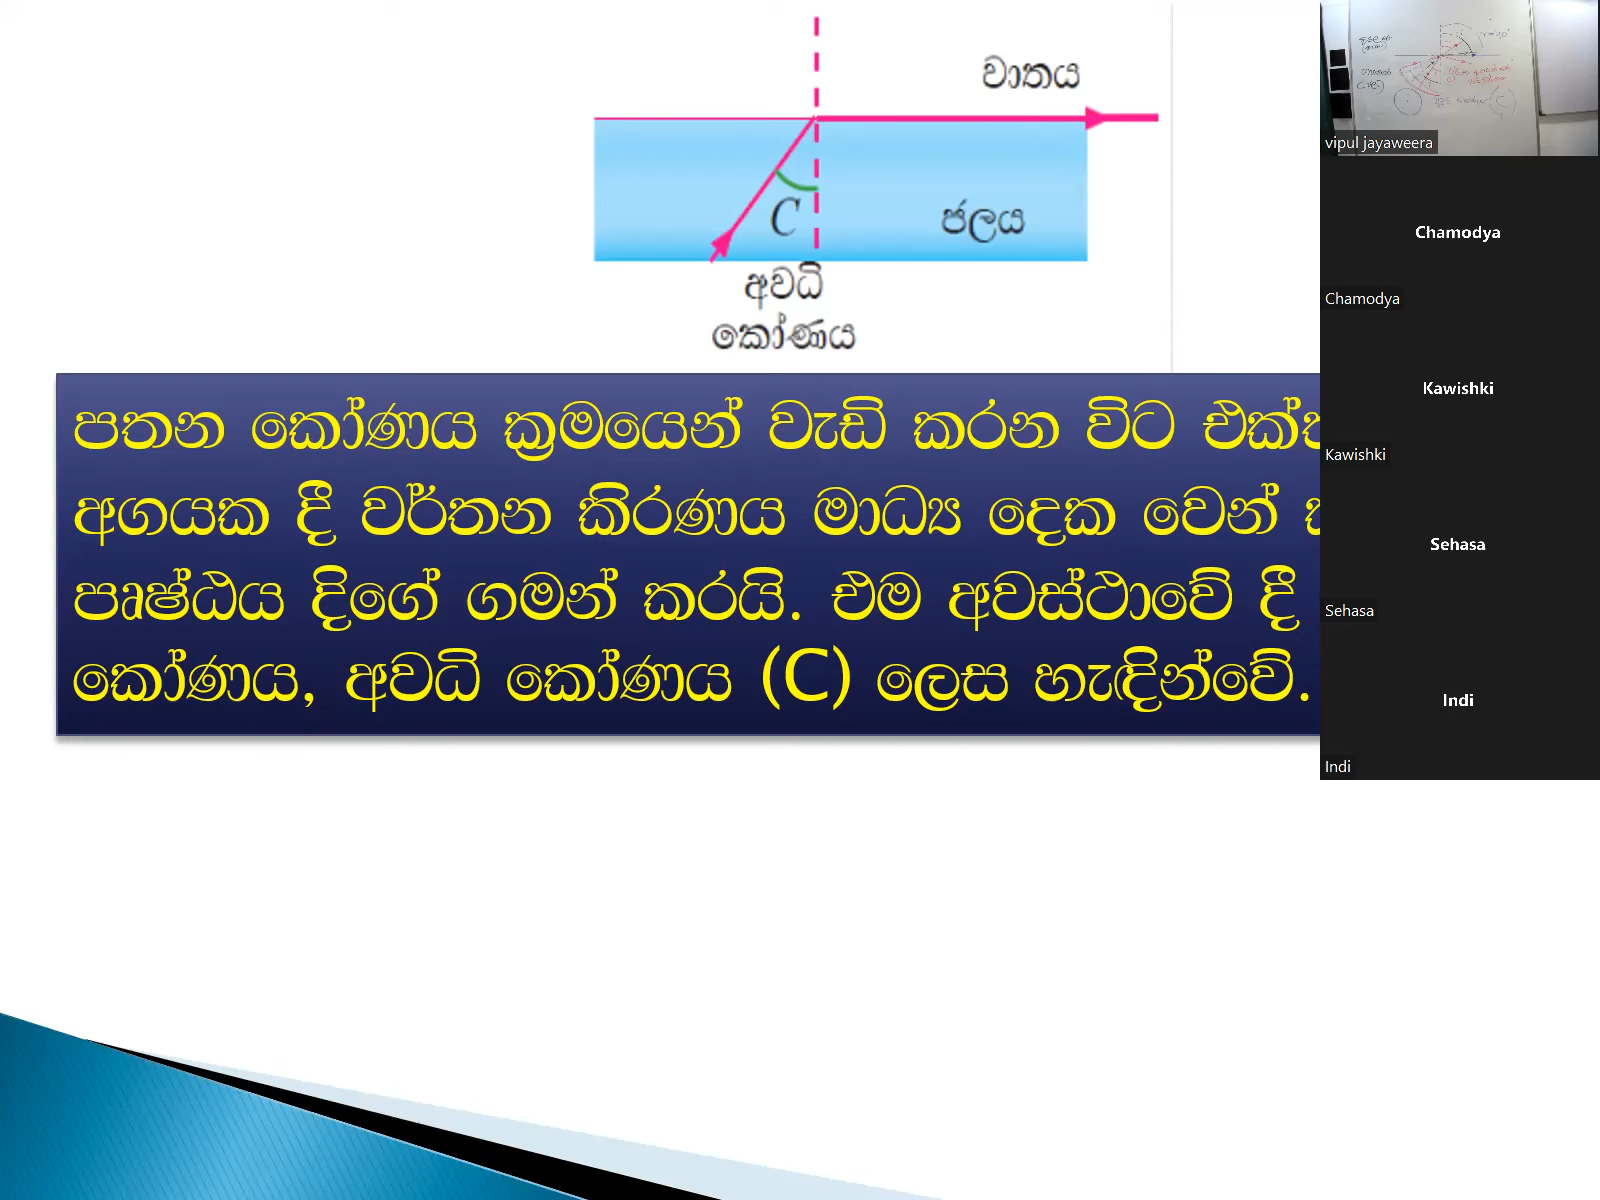 වාතය
C
ජලය
අවධි
කෝණය
පතන කෝණය ක්‍රමයෙන් වැඩි කරන විට
අගයක දී වර්තන කිරණය මාධ්‍ය දෙක වෙන්
පෘෂ්ඨය දිගේ ගමන් කරයි. එම අවස්ථාවේ දී
කෝණය, අවධි කෝණය (C) ලෙස හැඳින්වේ.
vipul jayaweera
Chamodya
Chamodya
Kawishki
Kawishki
Sehasa
Sehasa
Indi
Indi